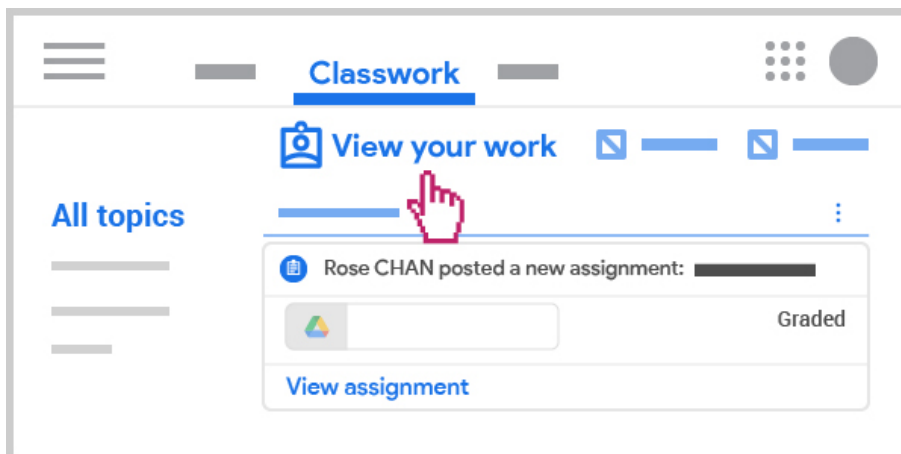 Classwork
View your work
All topics
Rose CHAN posted a new assignment:
Graded
View assignment